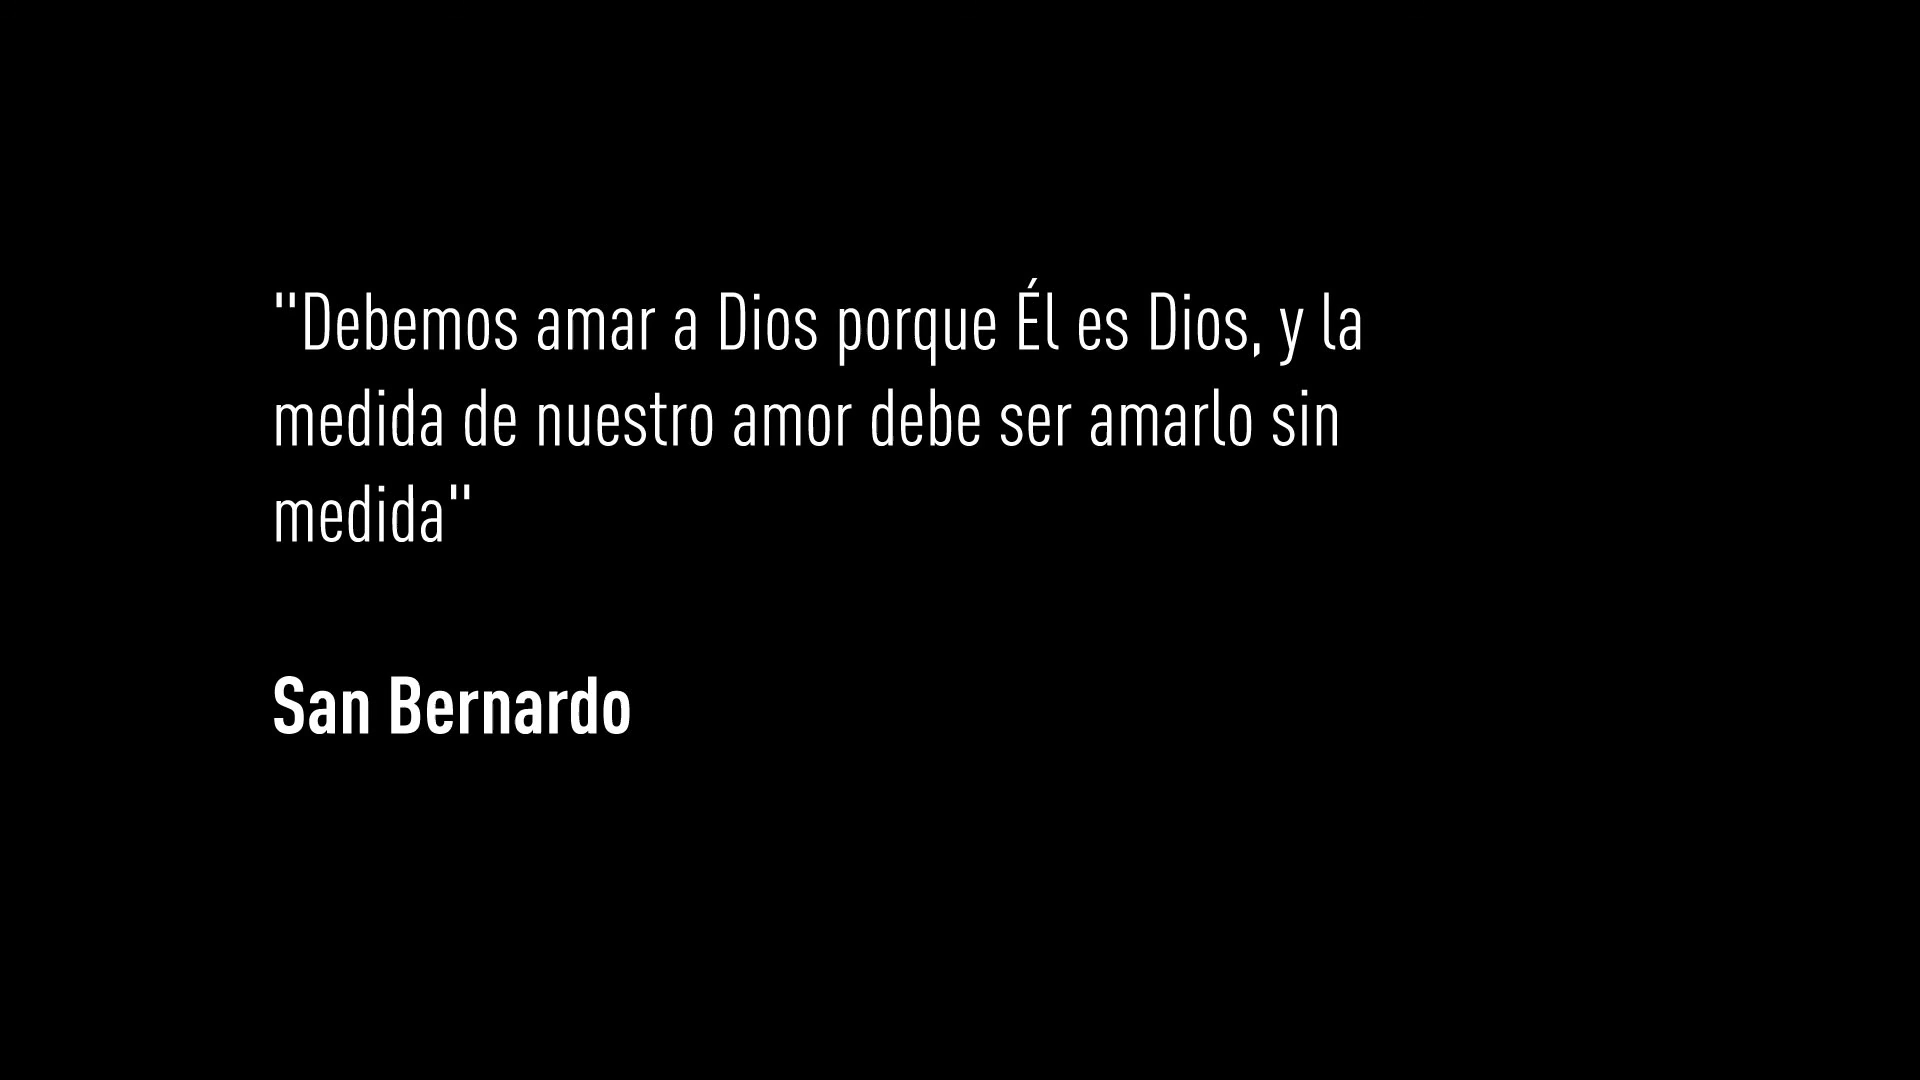 "Debemos amar a Dios porque Él es Dios, y la
medida de nuestro amor debe ser amarlo sin
medida"
San Bernardo